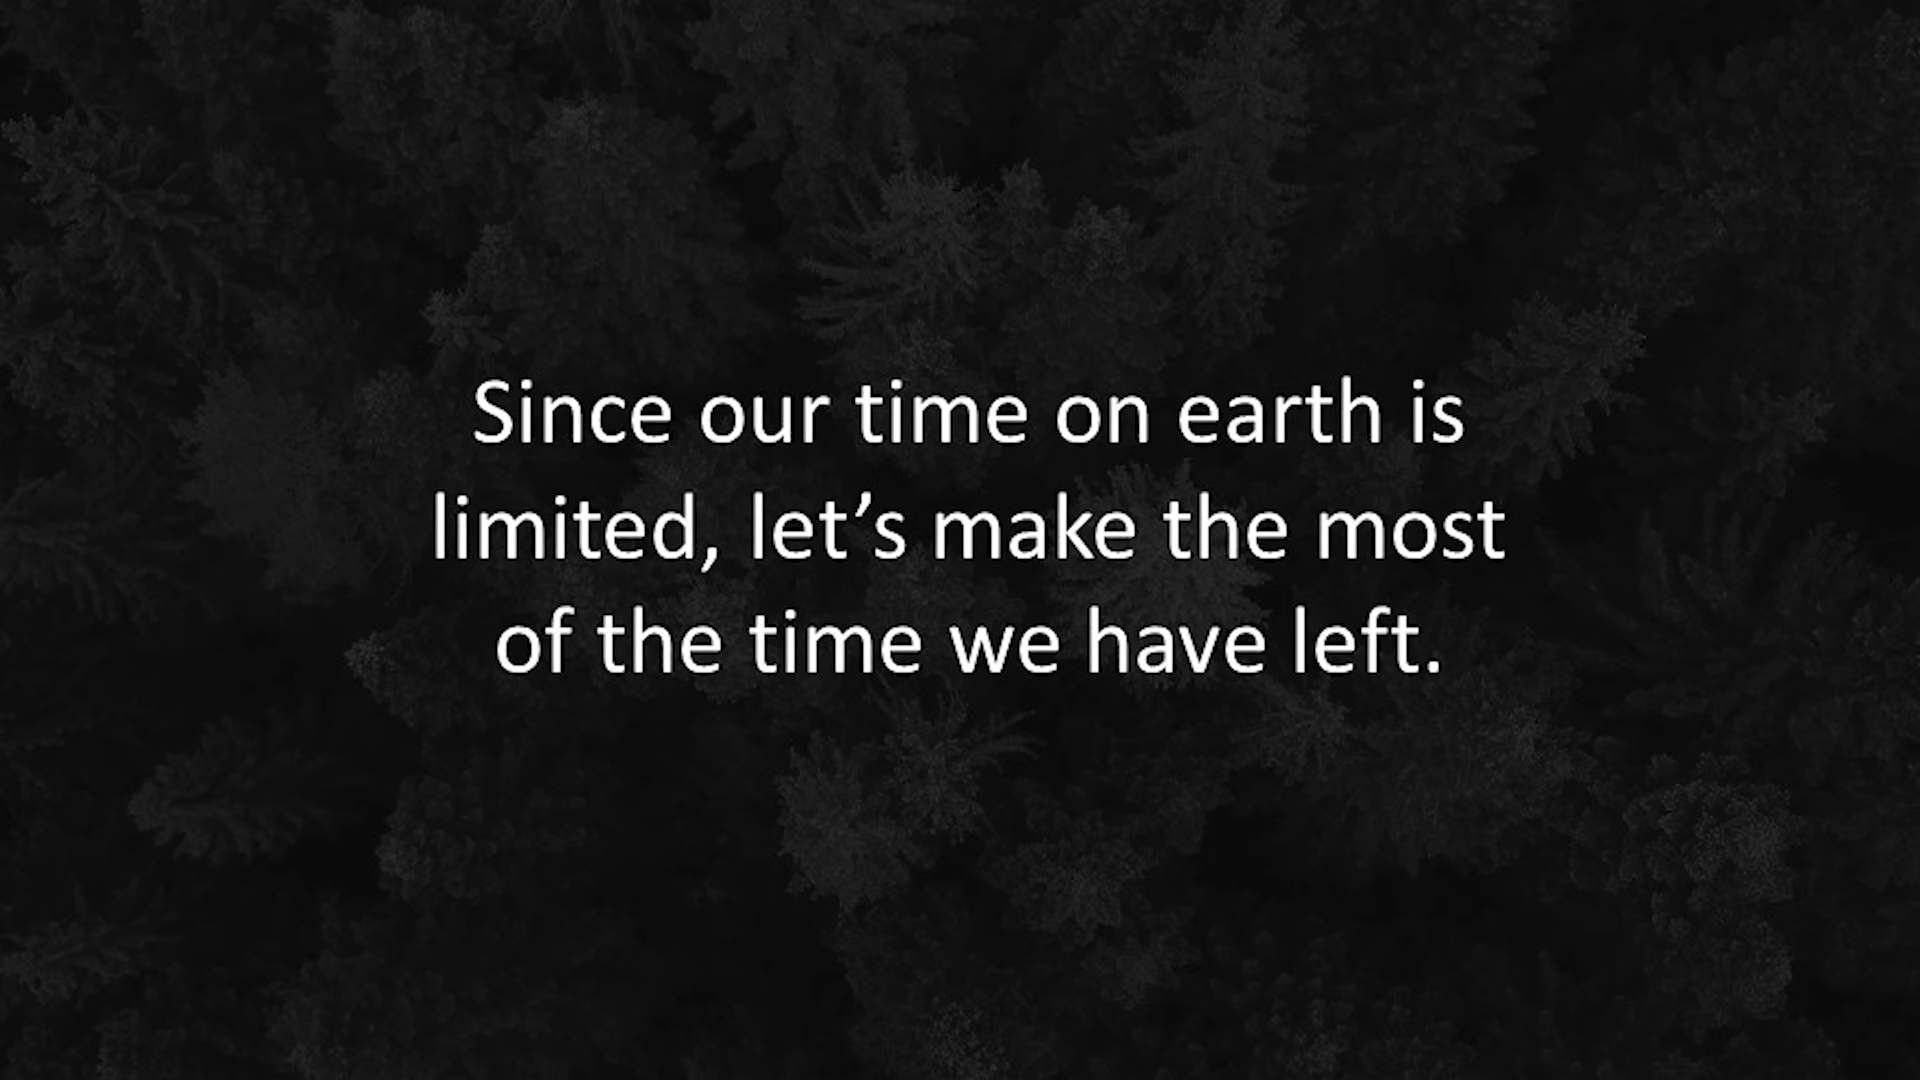 Since our time on earth is
limited, let’s make the most
of the time we have left.